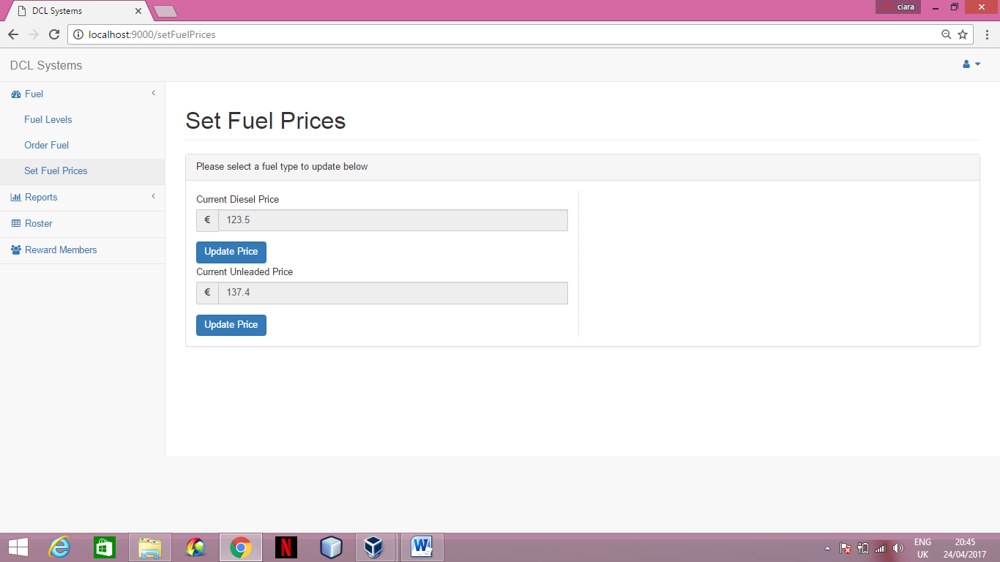 DCL Systems
ciara
localhost:9000/setFuelPrices
DCL Systems
Fuel
Fuel Levels
Order Fuel
Set Fuel Prices
Reports
Roster
Reward Members
Set Fuel Prices
Please select a fuel type to update below
Current Diesel Price
€ 123.5
Update Price
Current Unleaded Price
€ 137.4
Update Price
ENG 20:45
UK 24/04/2017